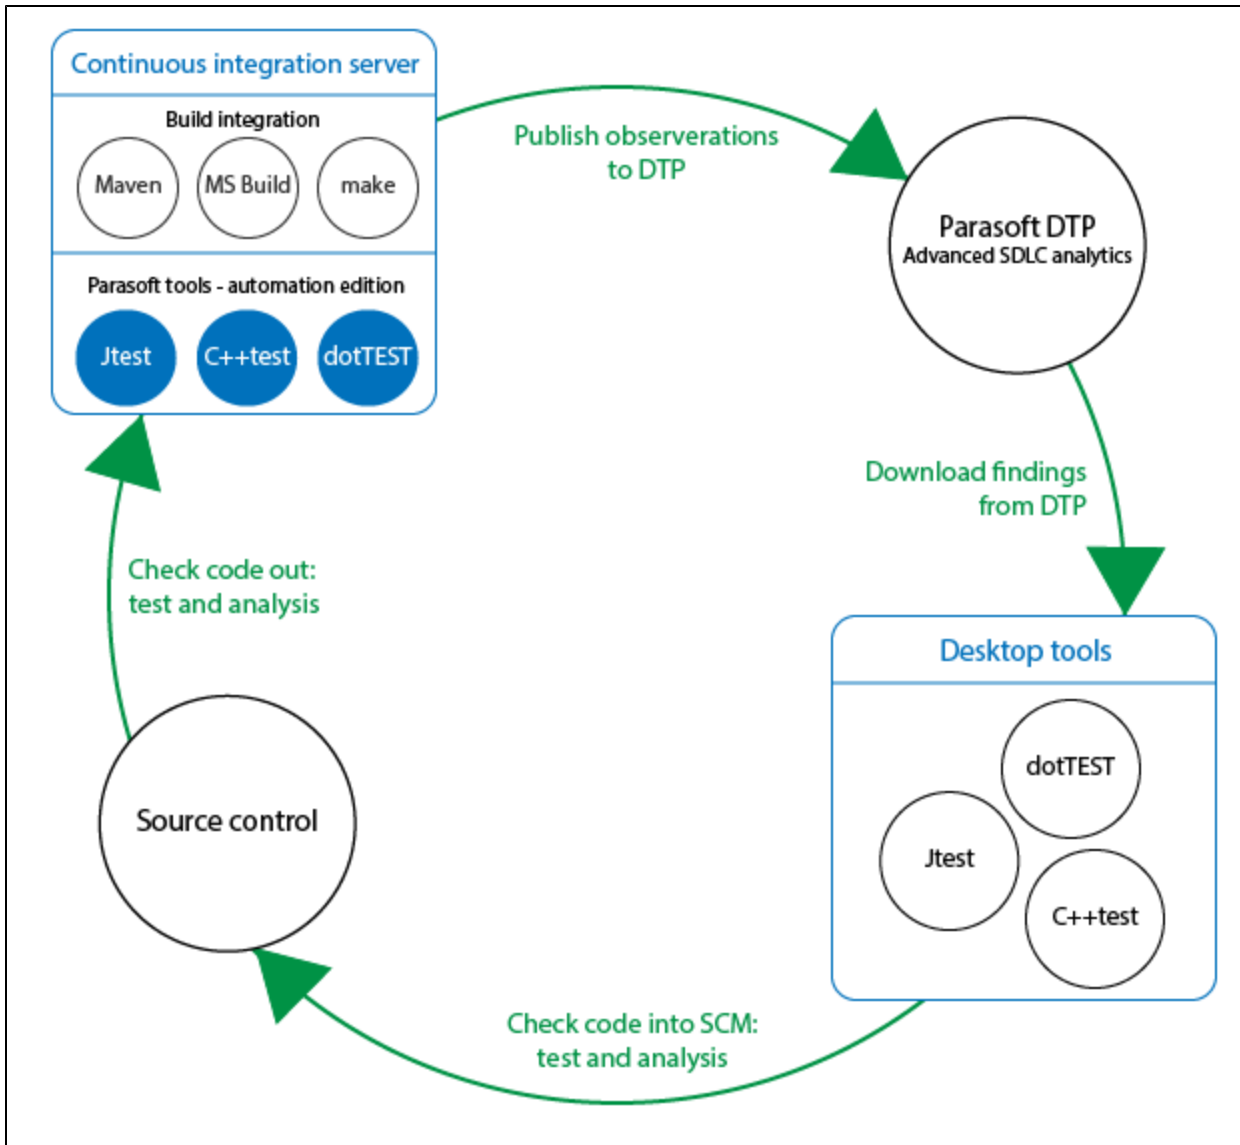 Continuous integration server
Build integration
Maven
MS Build
make
Parasoft tools - automation edition
Jtest
C++test
dotTEST
Publish observerations
to DTP
Parasoft DTP
Advanced SDLC analytics
Download findings
from DTP
Desktop tools
dotTEST
Jtest
C++test
Check code into SCM:
test and analysis
Source control
Check code out:
test and analysis